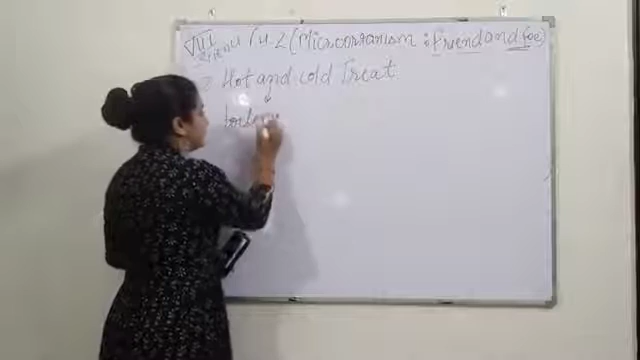 VIII Science Ch. 2 (Microorganism : Friend and foe)
⇒ Hot and cold Treat